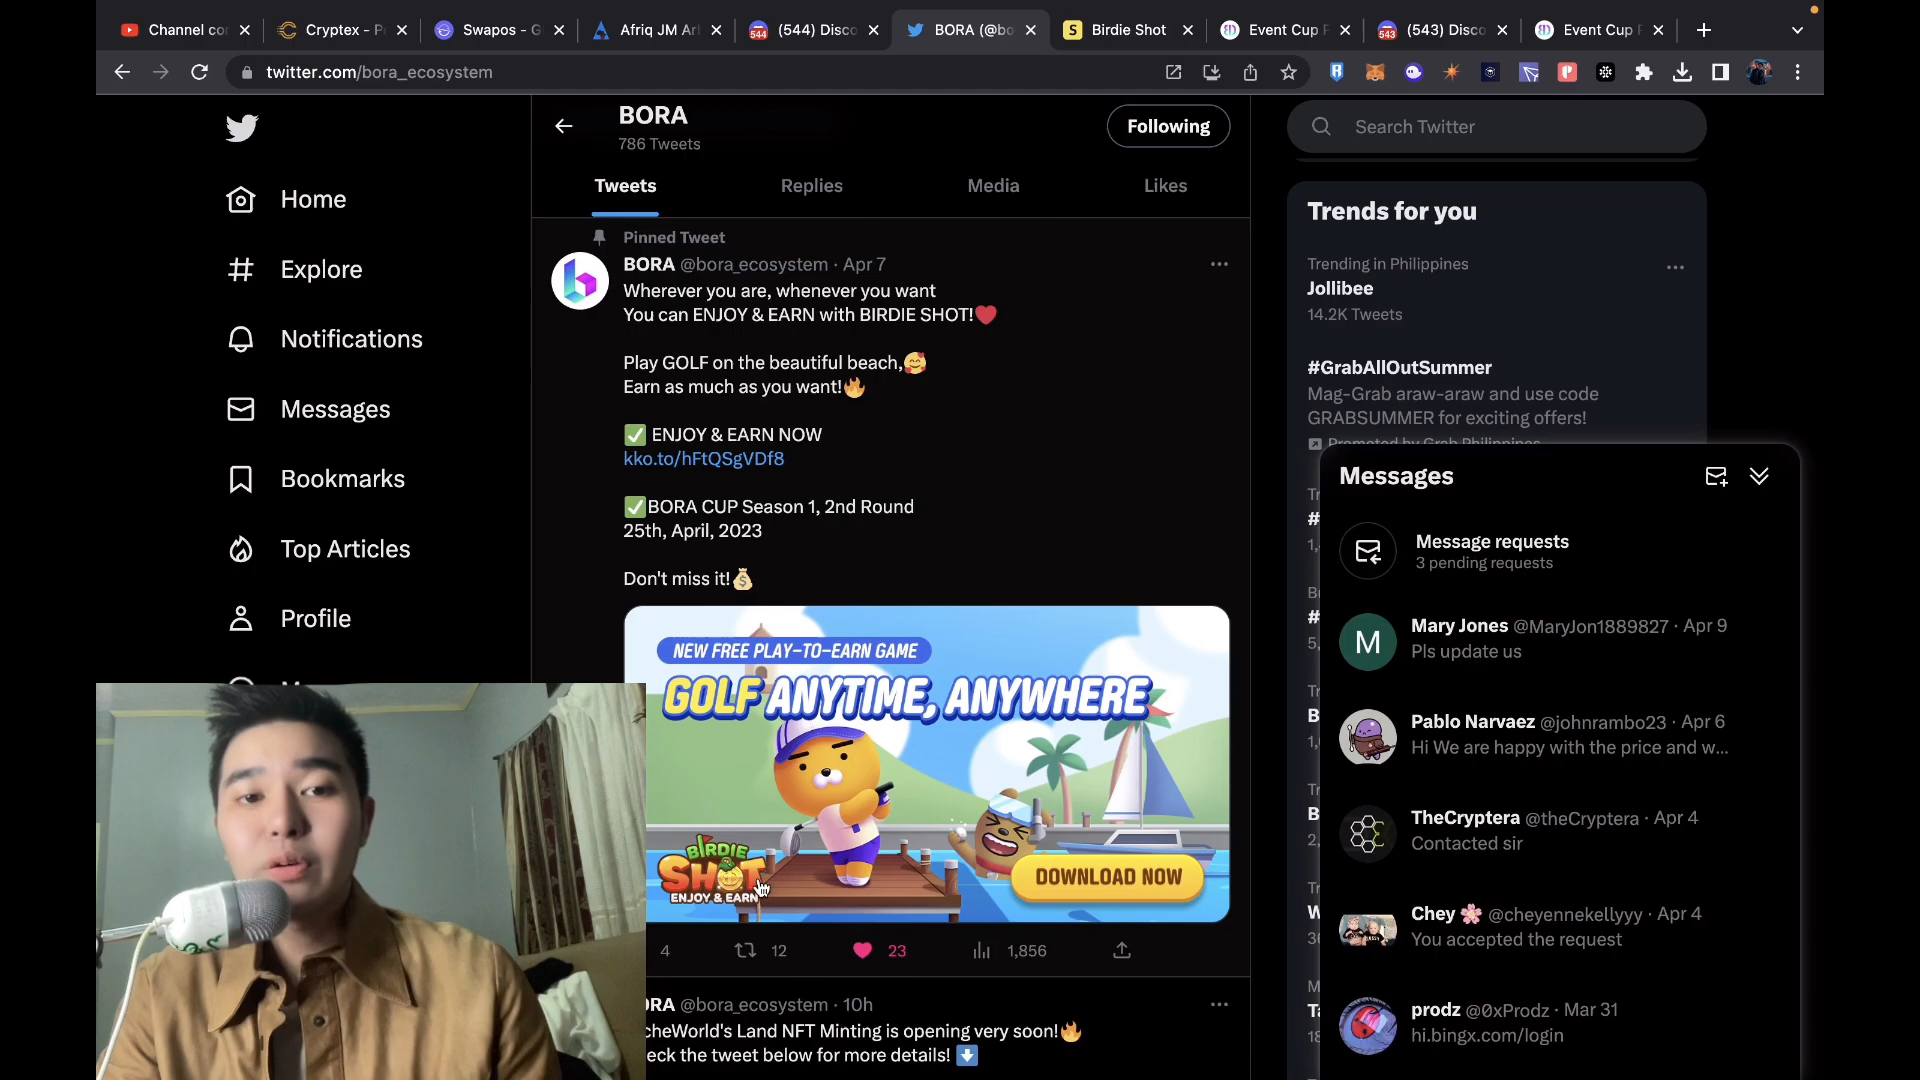 Channel co
Cryptex - P
Swapos - G
Afriq JM Ar
(544) Disco
BORA (@bo
Birdie Shot
Event Cup
(543) Disco
Event Cup
twitter.com/bora_ecosystem
BORA
786 Tweets
Following
Search Twitter
Home
Explore
Notifications
Messages
Bookmarks
Top Articles
Profile
Tweets
Replies
Media
Likes
Pinned Tweet
BORA @bora_ecosystem · Apr 7
Wherever you are, whenever you want
You can ENJOY & EARN with BIRDIE SHOT!❤️
Play GOLF on the beautiful beach,🥰
Earn as much as you want!🔥
✅ ENJOY & EARN NOW
kko.to/hFtQSgVDf8
✅BORA CUP Season 1, 2nd Round
25th, April, 2023
Don't miss it!💰
NEW FREE PLAY-TO-EARN GAME
GOLF ANYTIME, ANYWHERE
BIRDIE
SHOT
ENJOY & EARN
DOWNLOAD NOW
4
12
23
1,856
ORA @bora_ecosystem · 10h
cheWorld's Land NFT Minting is opening very soon!🔥
eck the tweet below for more details! ⬇️
Trends for you
Trending in Philippines
Jollibee
14.2K Tweets
#GrabAllOutSummer
Mag-Grab araw-araw and use code
GRABSUMMER for exciting offers!
Promoted by Grab Philippines
Messages
Message requests
3 pending requests
Mary Jones @MaryJon1889827 · Apr 9
M
Pls update us
Pablo Narvaez @johnrambo23 · Apr 6
Hi We are happy with the price and w...
TheCryptera @theCryptera · Apr 4
Contacted sir
Chey 🌸 @cheyennekellyyy · Apr 4
You accepted the request
prodz @0xProdz · Mar 31
hi.bingx.com/login